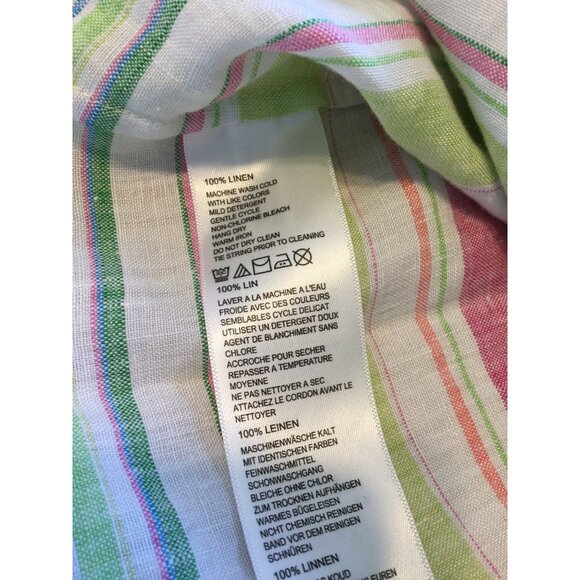 100% LINEN
MACHINE WASH COLD
WITH LIKE COLORS
MILD DETERGENT
GENTLE CYCLE
NON-CHLORINE BLEACH
HANG DRY
WARM IRON
DO NOT DRY CLEAN
TIE STRING PRIOR TO CLEANING
100% LIN
LAVER A LA MACHINE A L'EAU
FROIDE AVEC DES COULEURS
SEMBLABLES CYCLE DELICAT
UTILISER UN DETERGENT DOUX
AGENT DE BLANCHIMENT SANS
CHLORE
ACCROCHE POUR SECHER
REPASSER A TEMPERATURE
MOYENNE
NE PAS NETTOYER A SEC
ATTACHEZ LE CORDON AVANT LE
NETTOYER
100% LEINEN
MASCHINENWÄSCHE KALT
MIT IDENTISCHEN FARBEN
FEINWASCHMITTEL
SCHONWASCHGANG
BLEICHE OHNE CHLOR
ZUM TROCKNEN AUFHÄNGEN
WARMES BÜGELEISEN
NICHT CHEMISCH REINIGEN
BAND VOR DEM REINIGEN
SCHNÜREN
100% LINNEN
KOUD